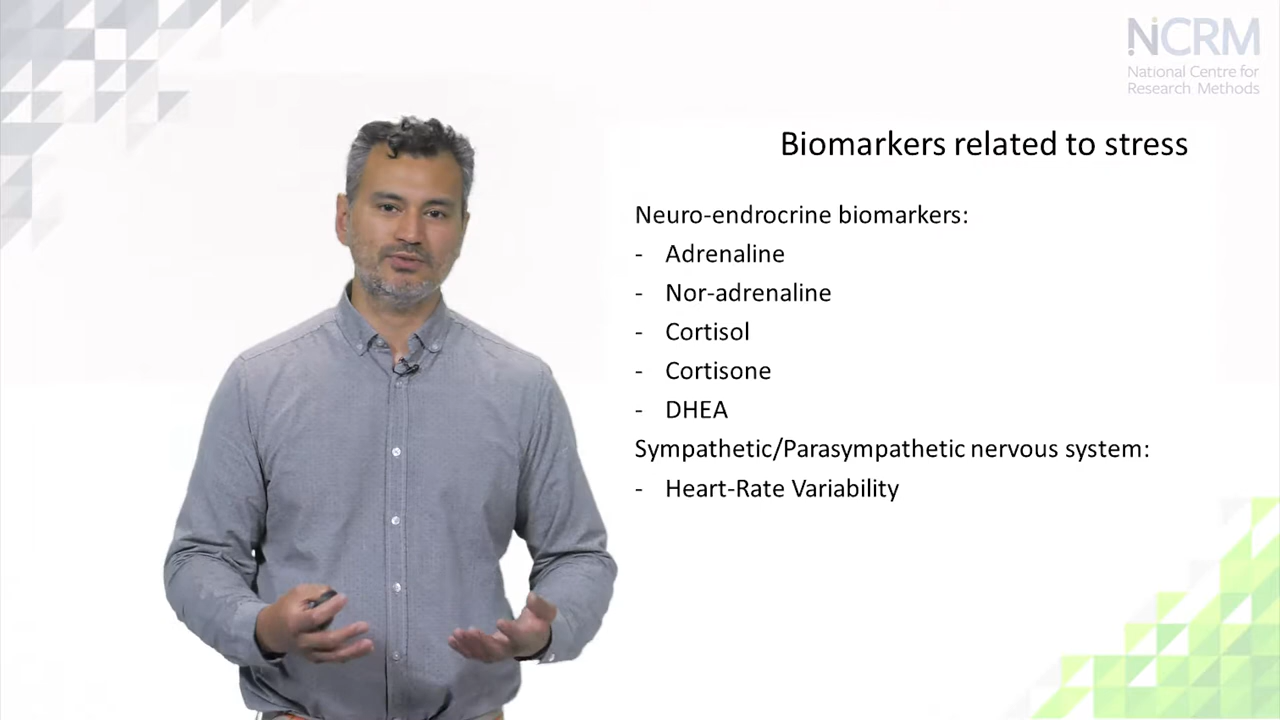 NCRM
National Centre for
Research Methods
Biomarkers related to stress
Neuro-endrocrine biomarkers:
- Adrenaline
- Nor-adrenaline
- Cortisol
- Cortisone
- DHEA
Sympathetic/Parasympathetic nervous system:
- Heart-Rate Variability